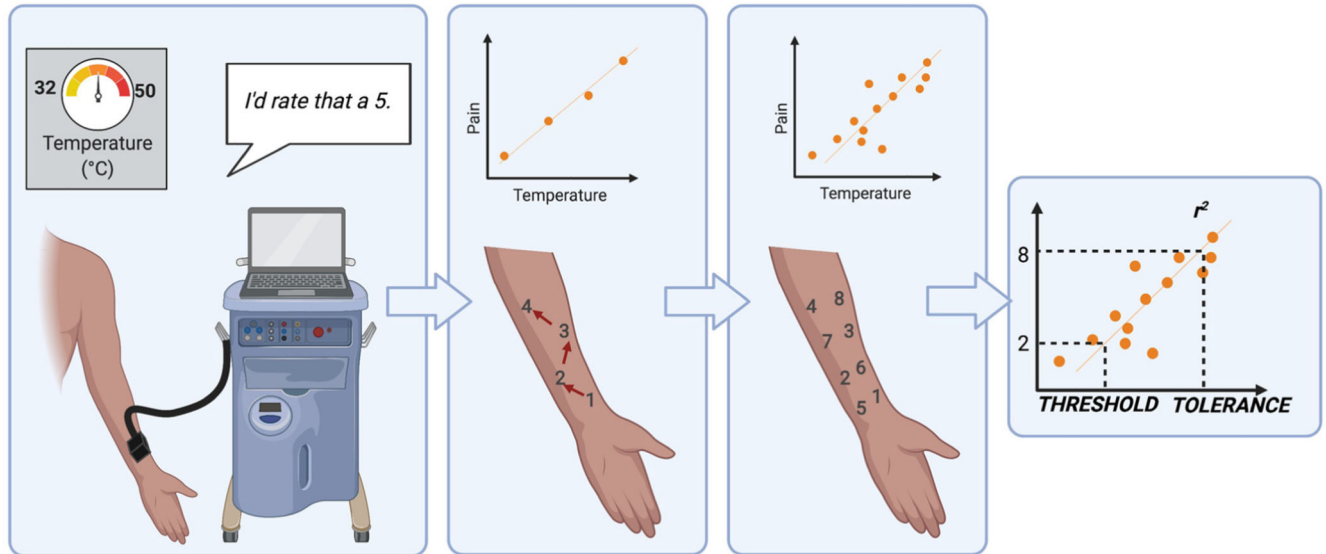 32
50
Temperature
(°C)
I'd rate that a 5.
Pain
Temperature
4
3
2
1
Pain
Temperature
4 8
7 3
6
2
1
5
r²
8
2
THRESHOLD TOLERANCE